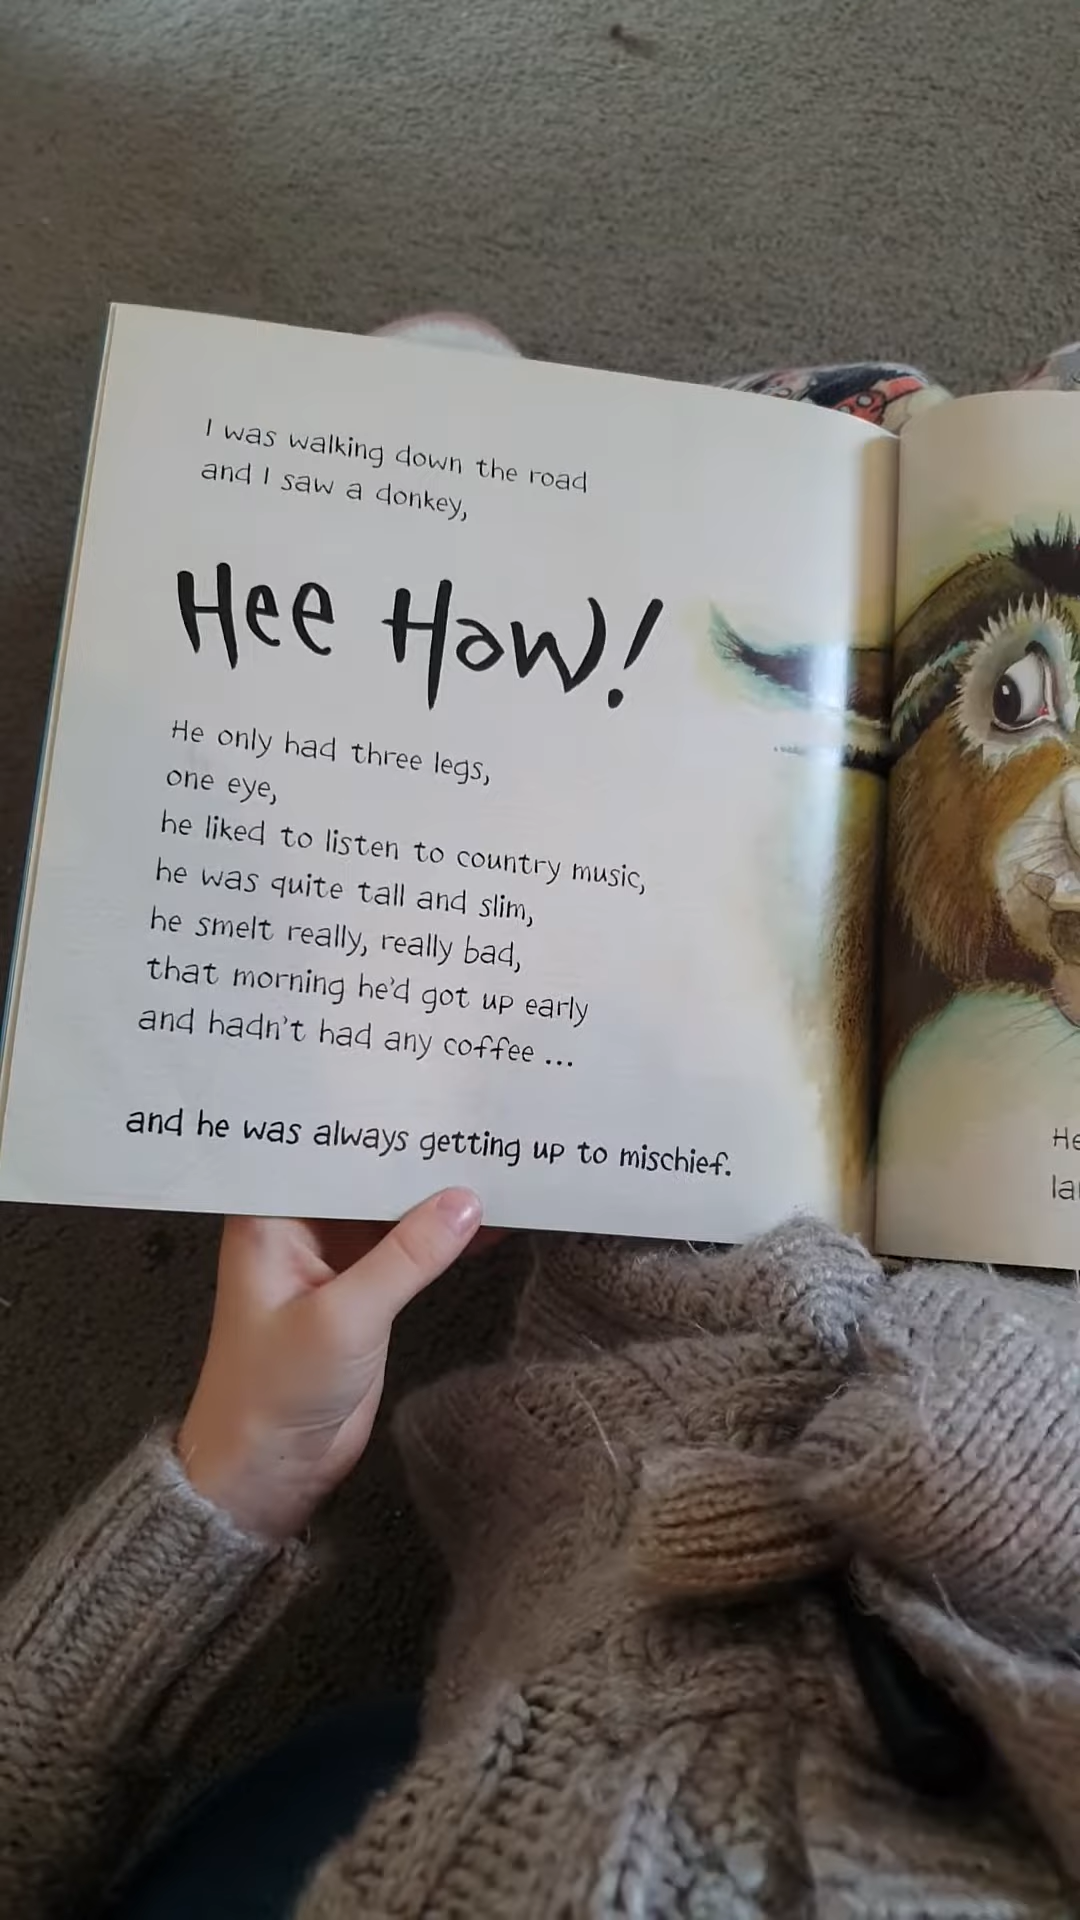 I was walking down the road
and I saw a donkey,
Hee Haw!
He only had three legs,
one eye,
he liked to listen to country music,
he was quite tall and slim,
he smelt really, really bad,
that morning he'd got up early
and hadn't had any coffee ...
and he was always getting up to mischief.
He